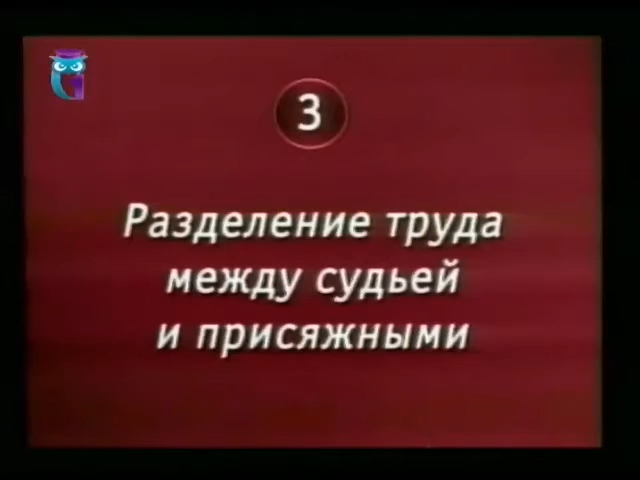 3
Разделение труда
между судьей
и присяжными